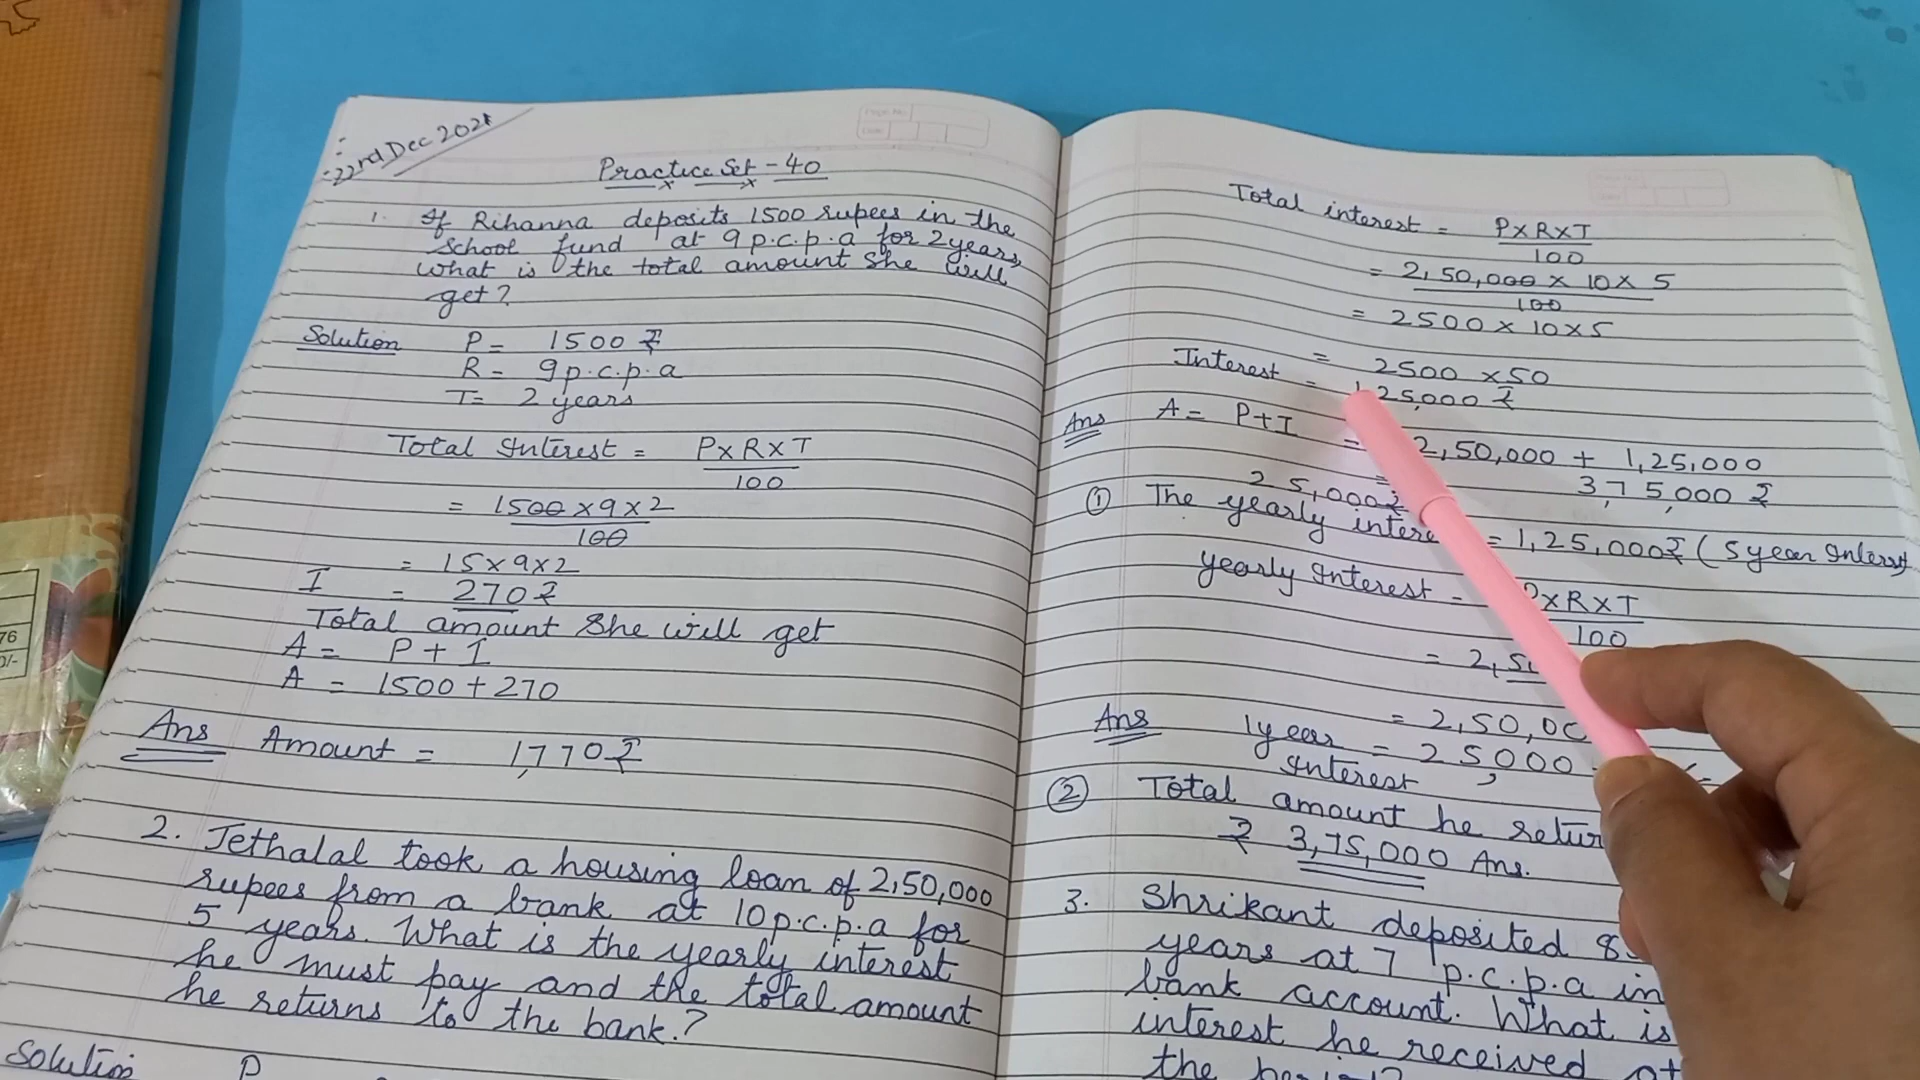 22nd Dec 2021
Practice Set - 40
1. If Rihanna deposits 1500 rupees in the
School fund at 9 p.c.p.a for 2 years,
what is the total amount she will
get?
Solution P = 1500 ₹
R = 9 p.c.p.a
T = 2 years
Total Interest = P×R×T
100
= 1500 × 9 × 2
100
= 15 × 9 × 2
I = 270 ₹
Total amount She will get
A = P + I
A = 1500 + 270
Ans Amount = 1,770 ₹
2. Jethalal took a housing loan of 2,50,000
rupees from a bank at 10 p.c.p.a for
5 years. What is the yearly interest
he must pay and the total amount
he returns to the bank.?
Solution P
Total interest = P×R×T
100
= 2,50,000 × 10 × 5
100
= 2500 × 10 × 5
= 2500 × 50
Interest = 1,25,000 ₹
Ans A = P+I = 2,50,000 + 1,25,000
= 3,75,000 ₹
25,000 ₹
① The yearly = 1,25,000 ₹ (5 year Interest
yearly Interest = P×R×T
100
= 2,50
= 2,50,00
Ans 1 year = 25,000
Interest
② Total amount he
₹ 3,75,000 Ans.
3. Shrikant deposited 8
years at 7 p.c.p.a in
bank account. What is
interest he received at
the